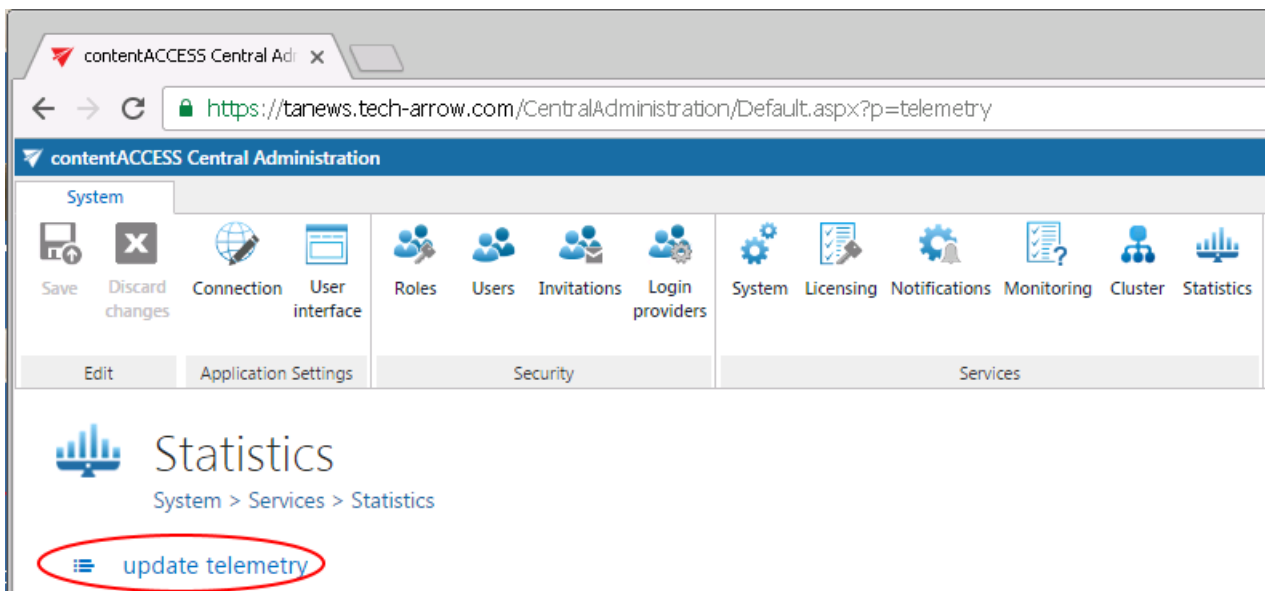 contentACCESS Central Adr
https://tanews.tech-arrow.com/CentralAdministration/Default.aspx?p=telemetry
contentACCESS Central Administration
System
Save Discard changes Connection User interface Roles Users Invitations Login providers System Licensing Notifications Monitoring Cluster Statistics
Edit Application Settings Security Services
Statistics
System > Services > Statistics
update telemetry